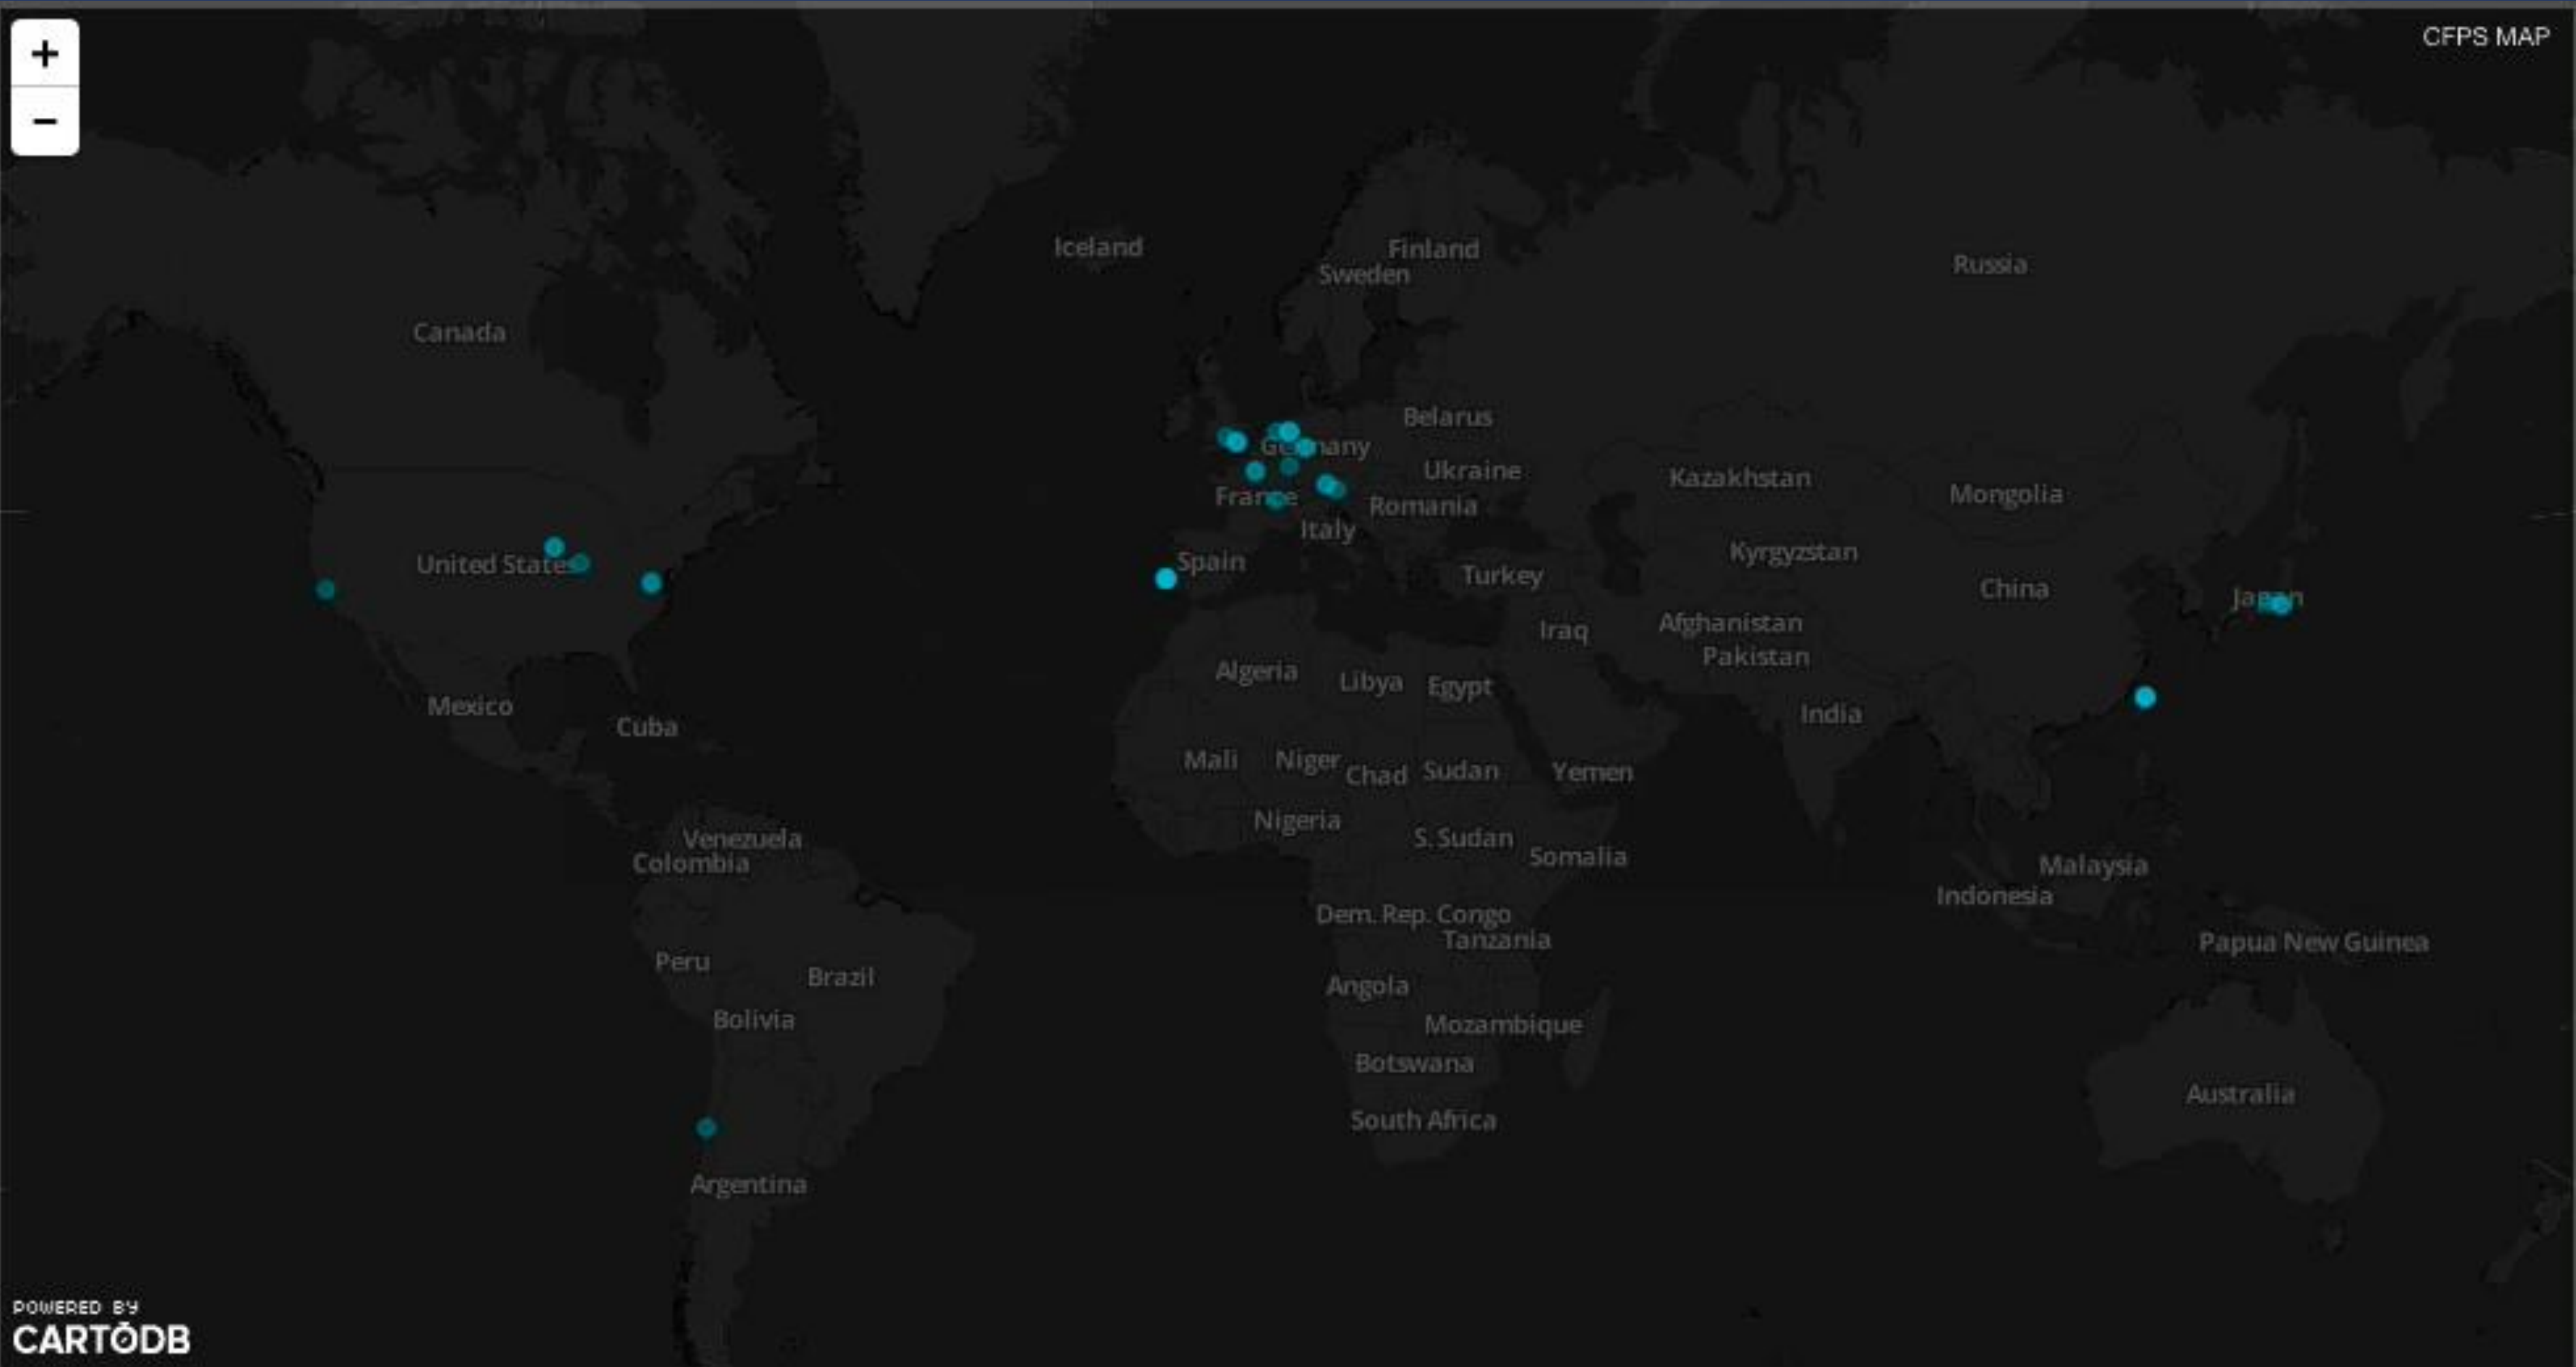 +
CFPS MAP
−
Iceland
Finland
Sweden
Russia
Canada
Belarus
Germany
Ukraine
Kazakhstan
Mongolia
France
Romania
Italy
Kyrgyzstan
United States
Spain
Turkey
China
Japan
Afghanistan
Iraq
Pakistan
Algeria
Libya
Egypt
Mexico
India
Cuba
Mali
Niger
Chad
Sudan
Yemen
Nigeria
Venezuela
S. Sudan
Colombia
Somalia
Malaysia
Indonesia
Dem. Rep. Congo
Tanzania
Papua New Guinea
Peru
Brazil
Angola
Bolivia
Mozambique
Botswana
Australia
South Africa
Argentina
POWERED BY
CARTODB